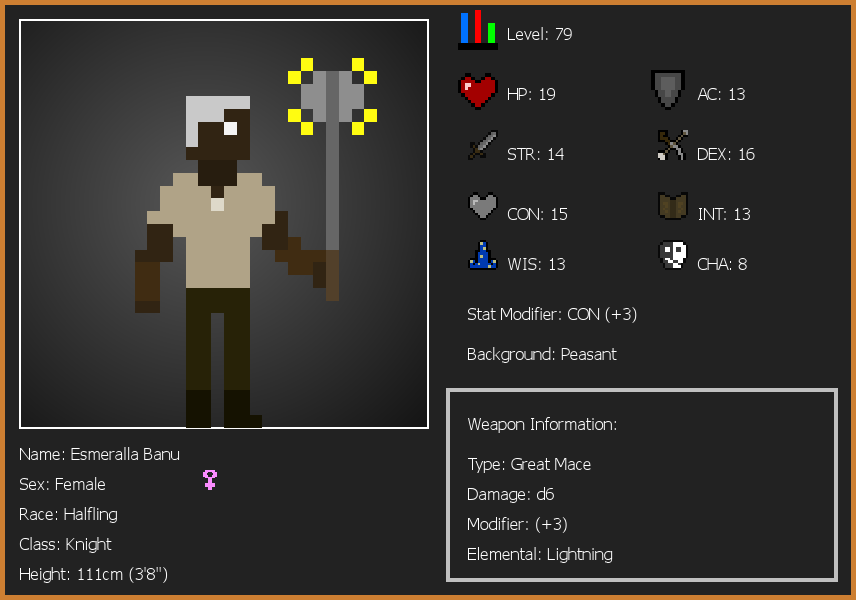 Level: 79
HP: 19
AC: 13
STR: 14
DEX: 16
CON: 15
INT: 13
WIS: 13
CHA: 8
Stat Modifier: CON (+3)
Background: Peasant
Weapon Information:
Type: Great Mace
Damage: d6
Modifier: (+3)
Elemental: Lightning
Name: Esmeralla Banu
Sex: Female
Race: Halfling
Class: Knight
Height: 111cm (3'8")